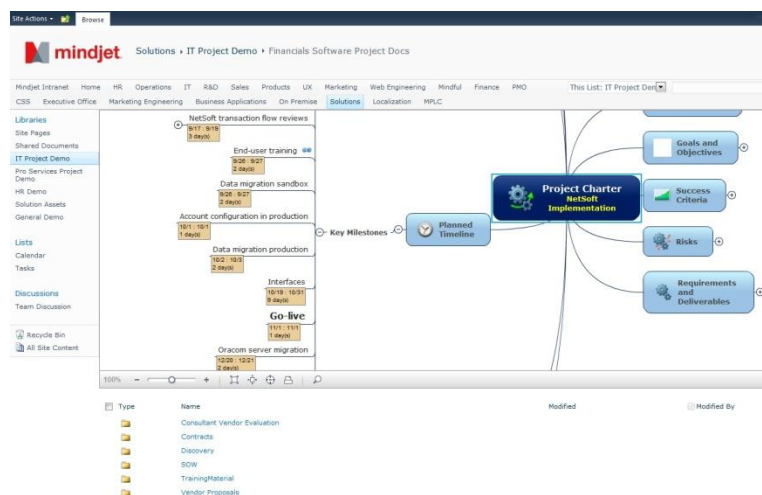 Site Actions
Browse
mindjet
Solutions › IT Project Demo › Financials Software Project Docs
Mindjet Intranet Home HR Operations IT R&D Sales Products UX Marketing Web Engineering Mindful Finance PMO
This List: IT Project Den
CSS Executive Office Marketing Engineering Business Applications On Premise Solutions Localization MPLC
Libraries
Site Pages
Shared Documents
IT Project Demo
Pro Services Project
Demo
HR Demo
Solution Assets
General Demo
Lists
Calendar
Tasks
Discussions
Team Discussion
Recycle Bin
All Site Content
NetSoft transaction flow reviews
9/17 : 9/19
3 day(s)
End-user training
9/26 : 9/27
2 day(s)
Data migration sandbox
9/26 : 9/27
2 day(s)
Account configuration in production
10/1 : 10/1
1 day(s)
Data migration production
10/2 : 10/3
2 day(s)
Interfaces
10/19 : 10/31
9 day(s)
Go-live
11/1 : 11/1
1 day(s)
Oracom server migration
12/20 : 12/21
2 day(s)
Key Milestones
Planned
Timeline
Project Charter
NetSoft
Implementation
Goals and
Objectives
Success
Criteria
Risks
Requirements
and
Deliverables
100%
Type Name Modified Modified By
Consultant Vendor Evaluation
Contracts
Discovery
SOW
TrainingMaterial
Vendor Proposals